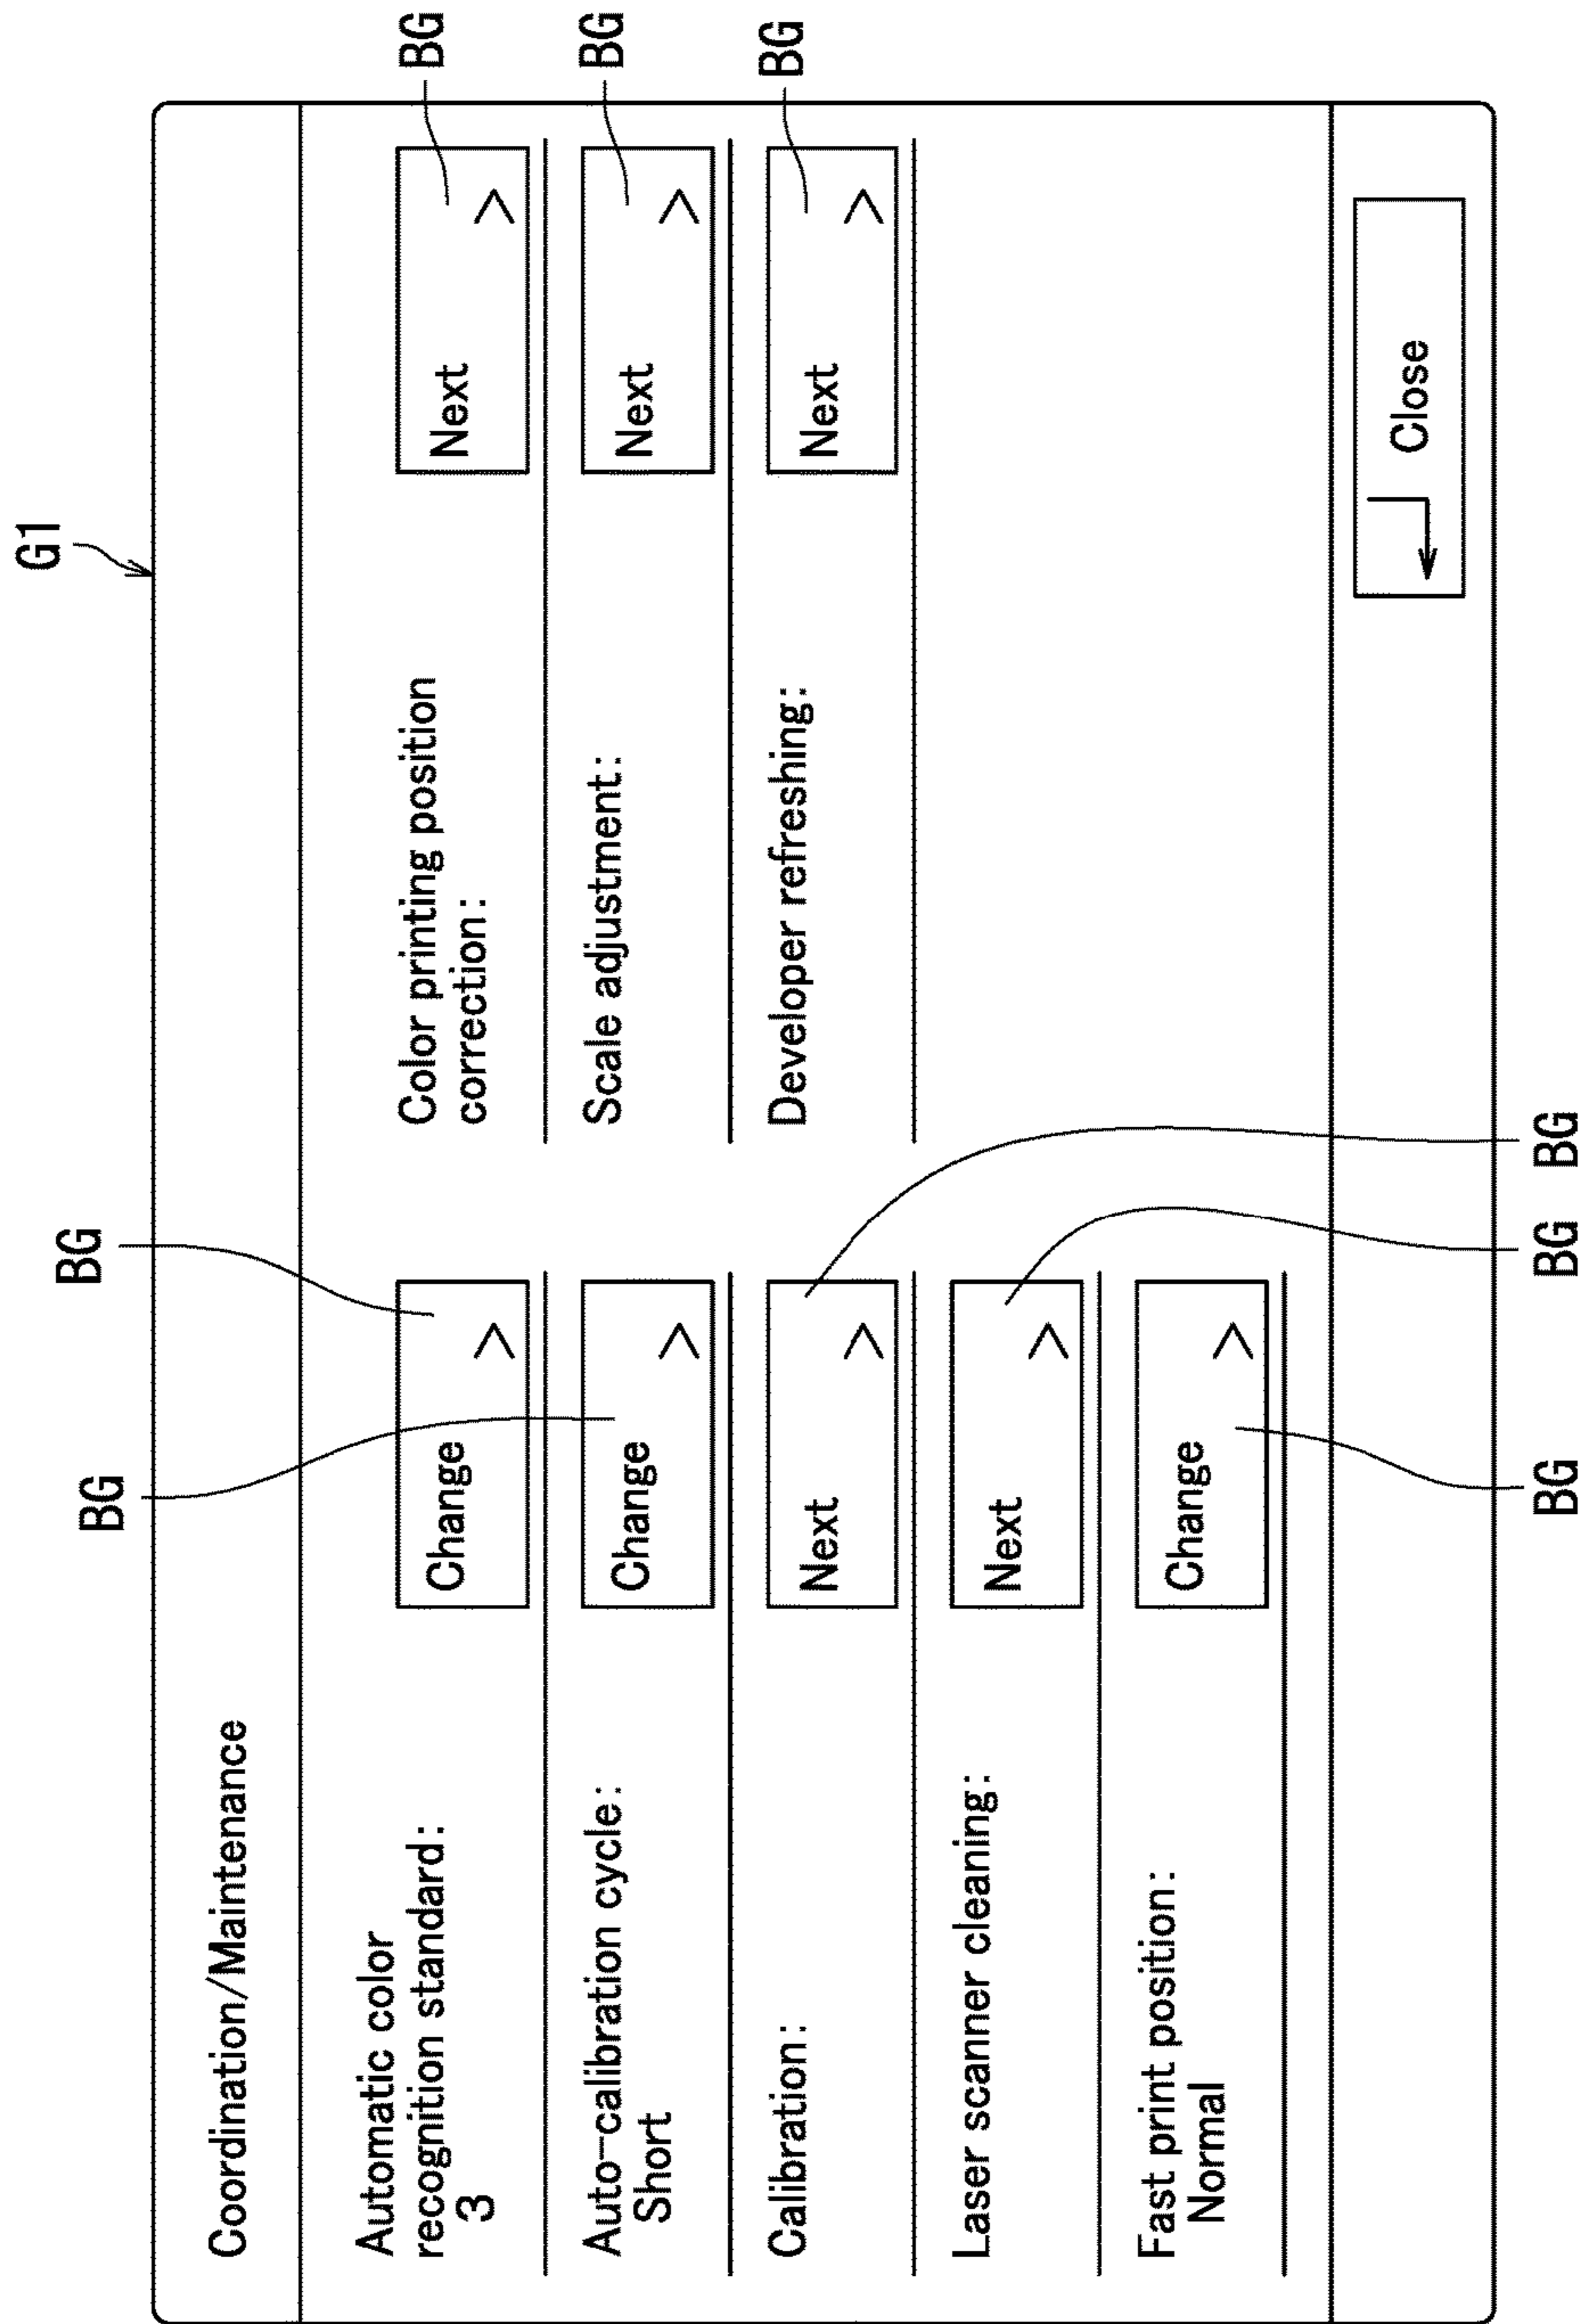 G1
BG
BG
Coordination/Maintenance
Automatic color
recognition standard:
3
Change >
Color printing position
correction:
Next >
BG
Auto-calibration cycle:
Short
Change >
Scale adjustment:
Next >
BG
Calibration:
Next >
Developer refreshing:
Next >
BG
Laser scanner cleaning:
Next >
Fast print position:
Normal
Change >
Close
BG
BG
BG